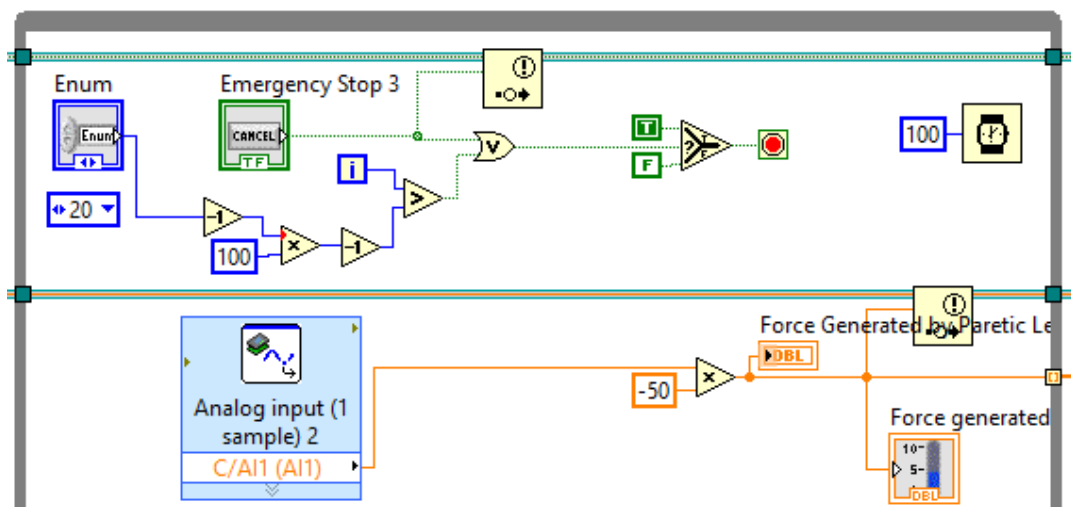 Enum
Emergency Stop 3
Enum
CANCEL
TF
T
F
?
T
F
100
i
>
V
20
-1
100
x
-1
Force Generated by Paretic Le
DBL
x
-50
Analog input (1
sample) 2
C/AI1 (AI1)
Force generated
10
5
DBL